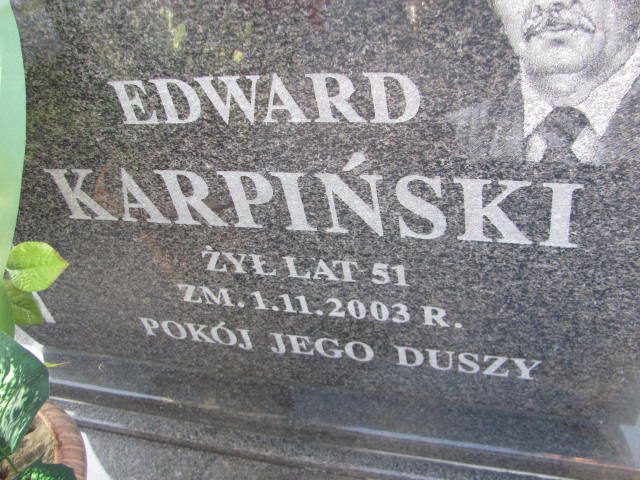 EDWARD
KARPIŃSKI
ŻYŁ LAT 51
ZM. 1.11.2003 R.
POKÓJ JEGO DUSZY